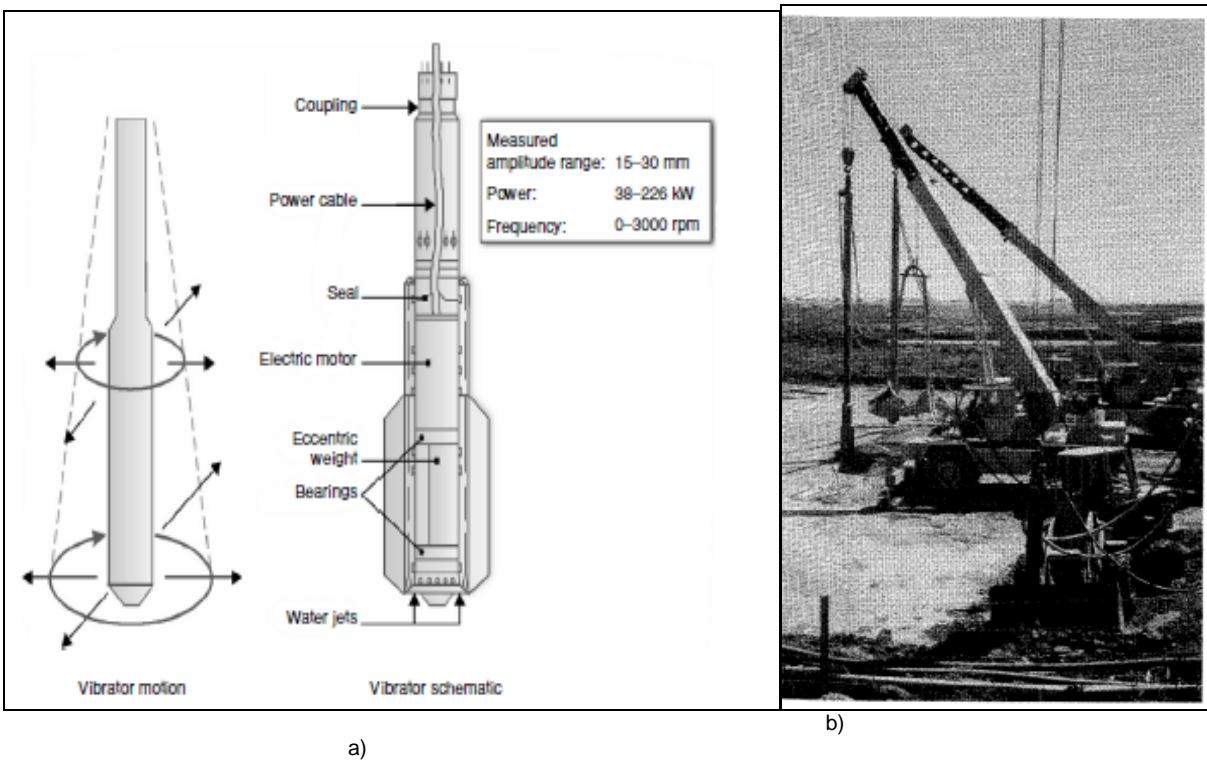 Coupling
Measured
amplitude range: 15–30 mm
Power: 38–226 kW
Frequency: 0–3000 rpm
Power cable
Seal
Electric motor
Eccentric
weight
Bearings
Water jets
Vibrator motion
Vibrator schematic
a)
b)